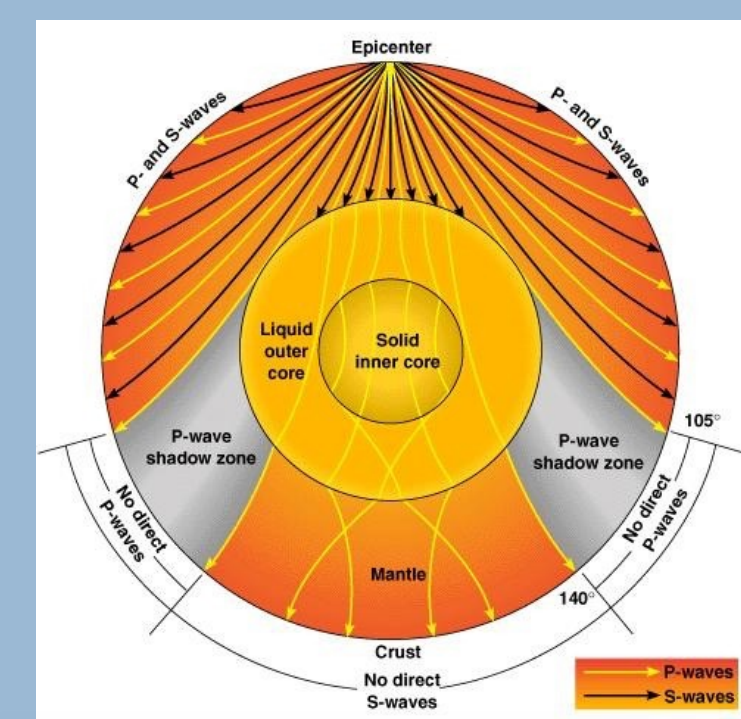 Epicenter
P- and S-waves
P- and S-waves
Liquid
outer
core
Solid
inner core
105°
P-wave
shadow zone
P-wave
shadow zone
No direct
P-waves
No direct
P-waves
Mantle
140°
Crust
No direct
S-waves
P-waves
S-waves